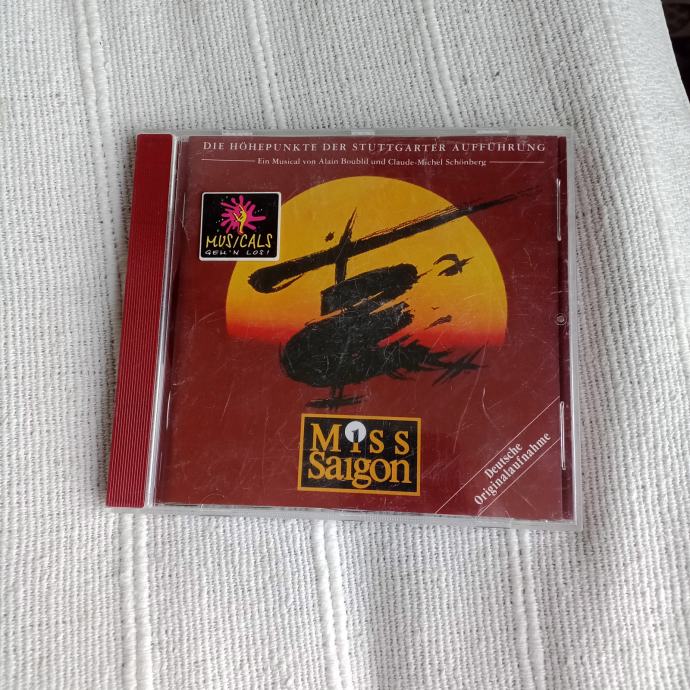 DIE HÖHEPUNKTE DER STUTTGARTER AUFFÜHRUNG
Ein Musical von Alain Boublil und Claude-Michel Schönberg
MUSICALS
GEH'N LOS!
MISS
Saigon
Deutsche
Originalaufnahme